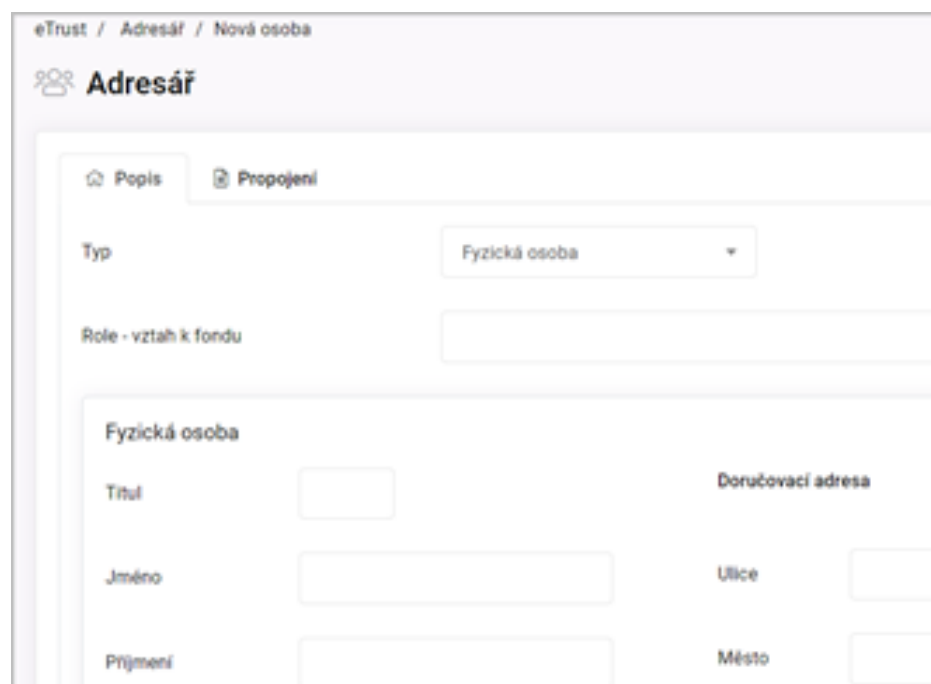 eTrust / Adresář / Nová osoba
Adresář
Popis Propojení
Typ Fyzická osoba
Role - vztah k fondu
Fyzická osoba
Titul
Doručovací adresa
Jméno
Ulice
Příjmení
Město